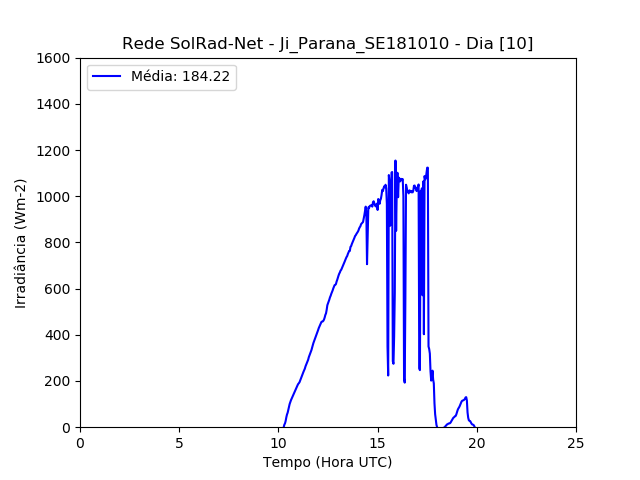 Rede SolRad-Net - Ji_Parana_SE181010 - Dia [10]
Média: 184.22
1600
1400
1200
1000
800
600
400
200
0
0 5 10 15 20 25
Irradiância (Wm-2)
Tempo (Hora UTC)